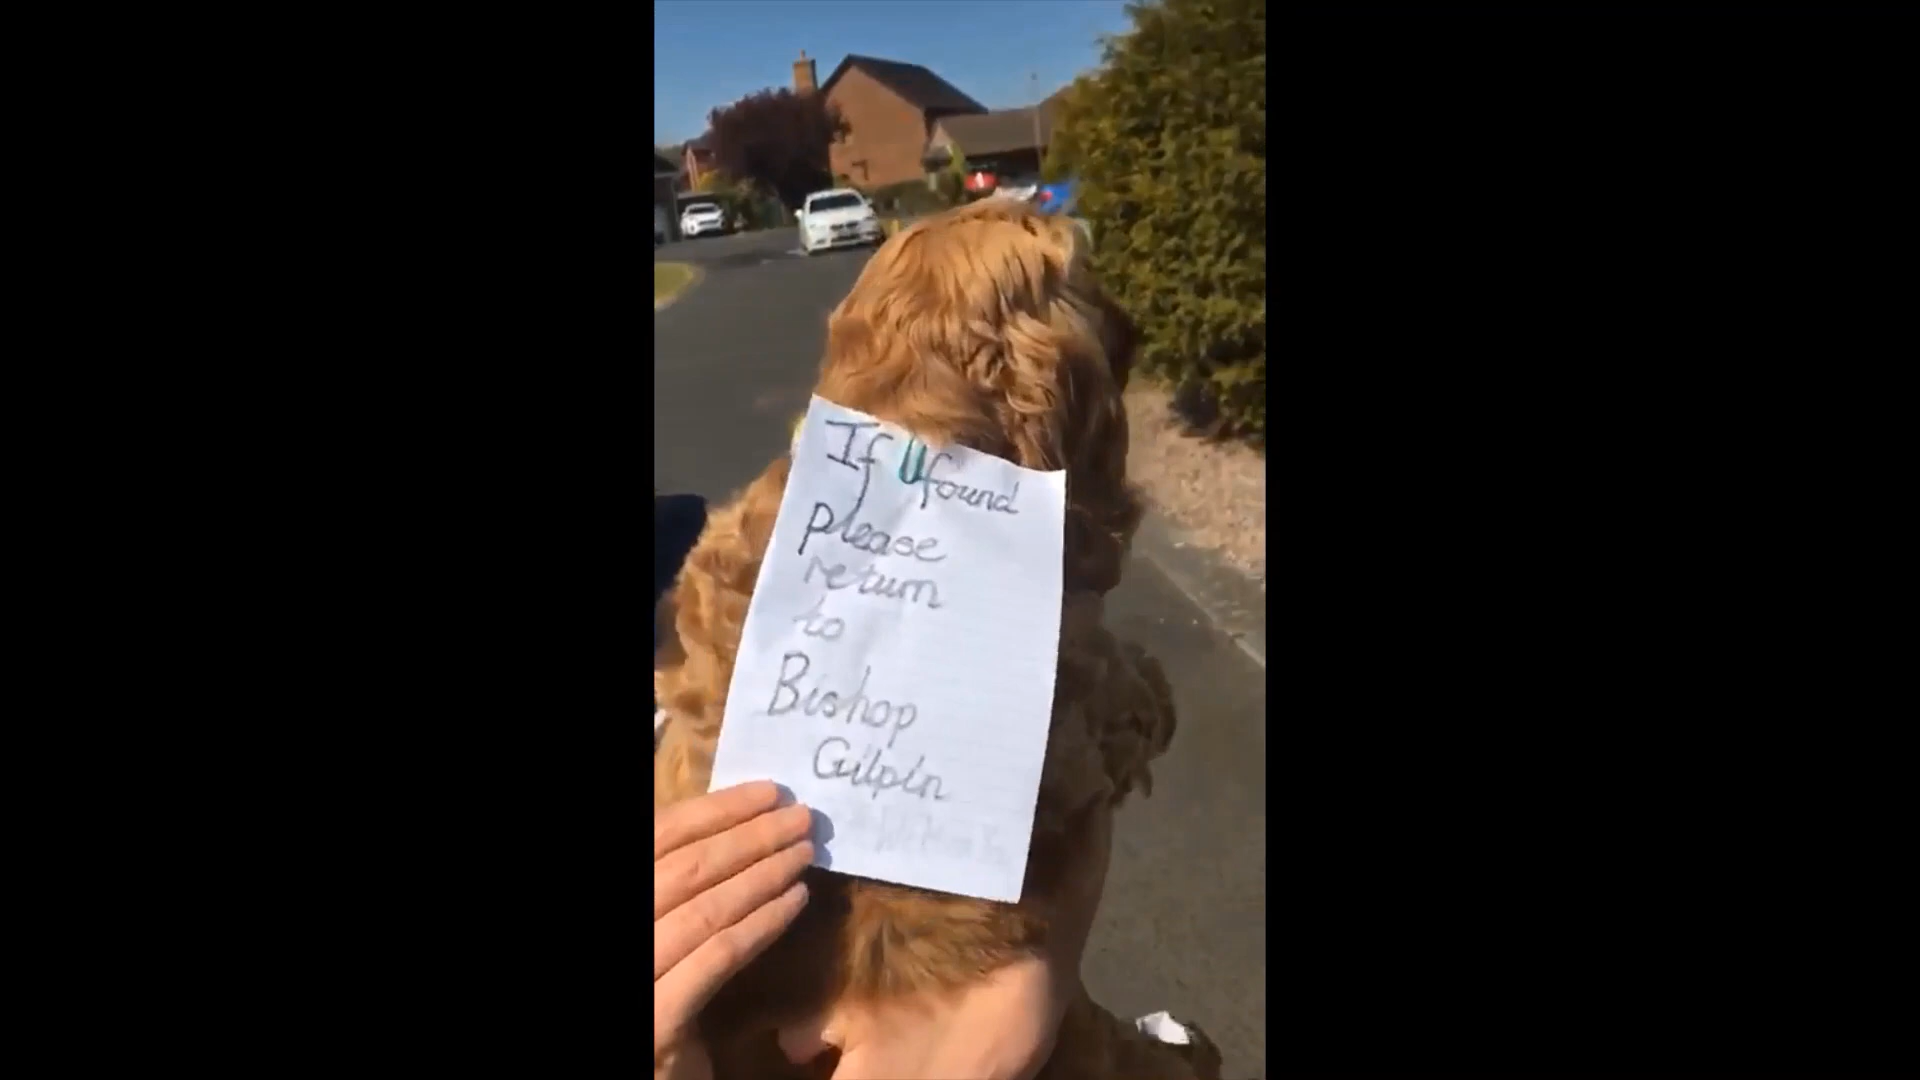 If found
please
return
to
Bishop
Gilpin